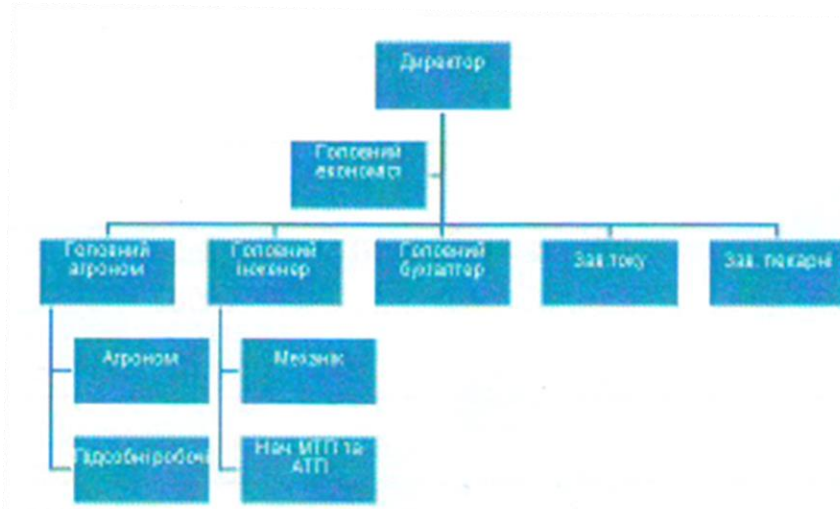 Директор
Головний
економіст
Головний
агроном
Головний
інженер
Головний
бухгалтер
Зав току
Зав. пекарні
Агроном
Механік
Підсобні робочі
Нач МТП та
АТП